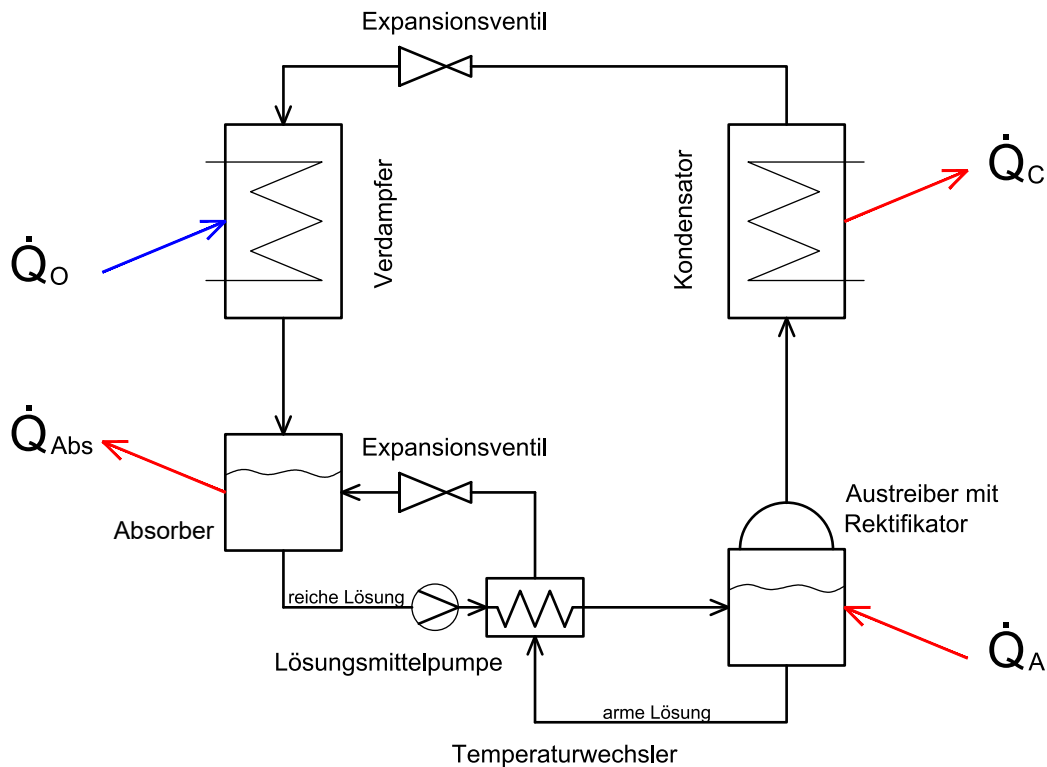 Expansionsventil
Verdampfer
Kondensator
Q̇C
Q̇O
Q̇Abs
Expansionsventil
Absorber
Austreiber mit
Rektifikator
reiche Lösung
Lösungsmittelpumpe
Q̇A
arme Lösung
Temperaturwechsler